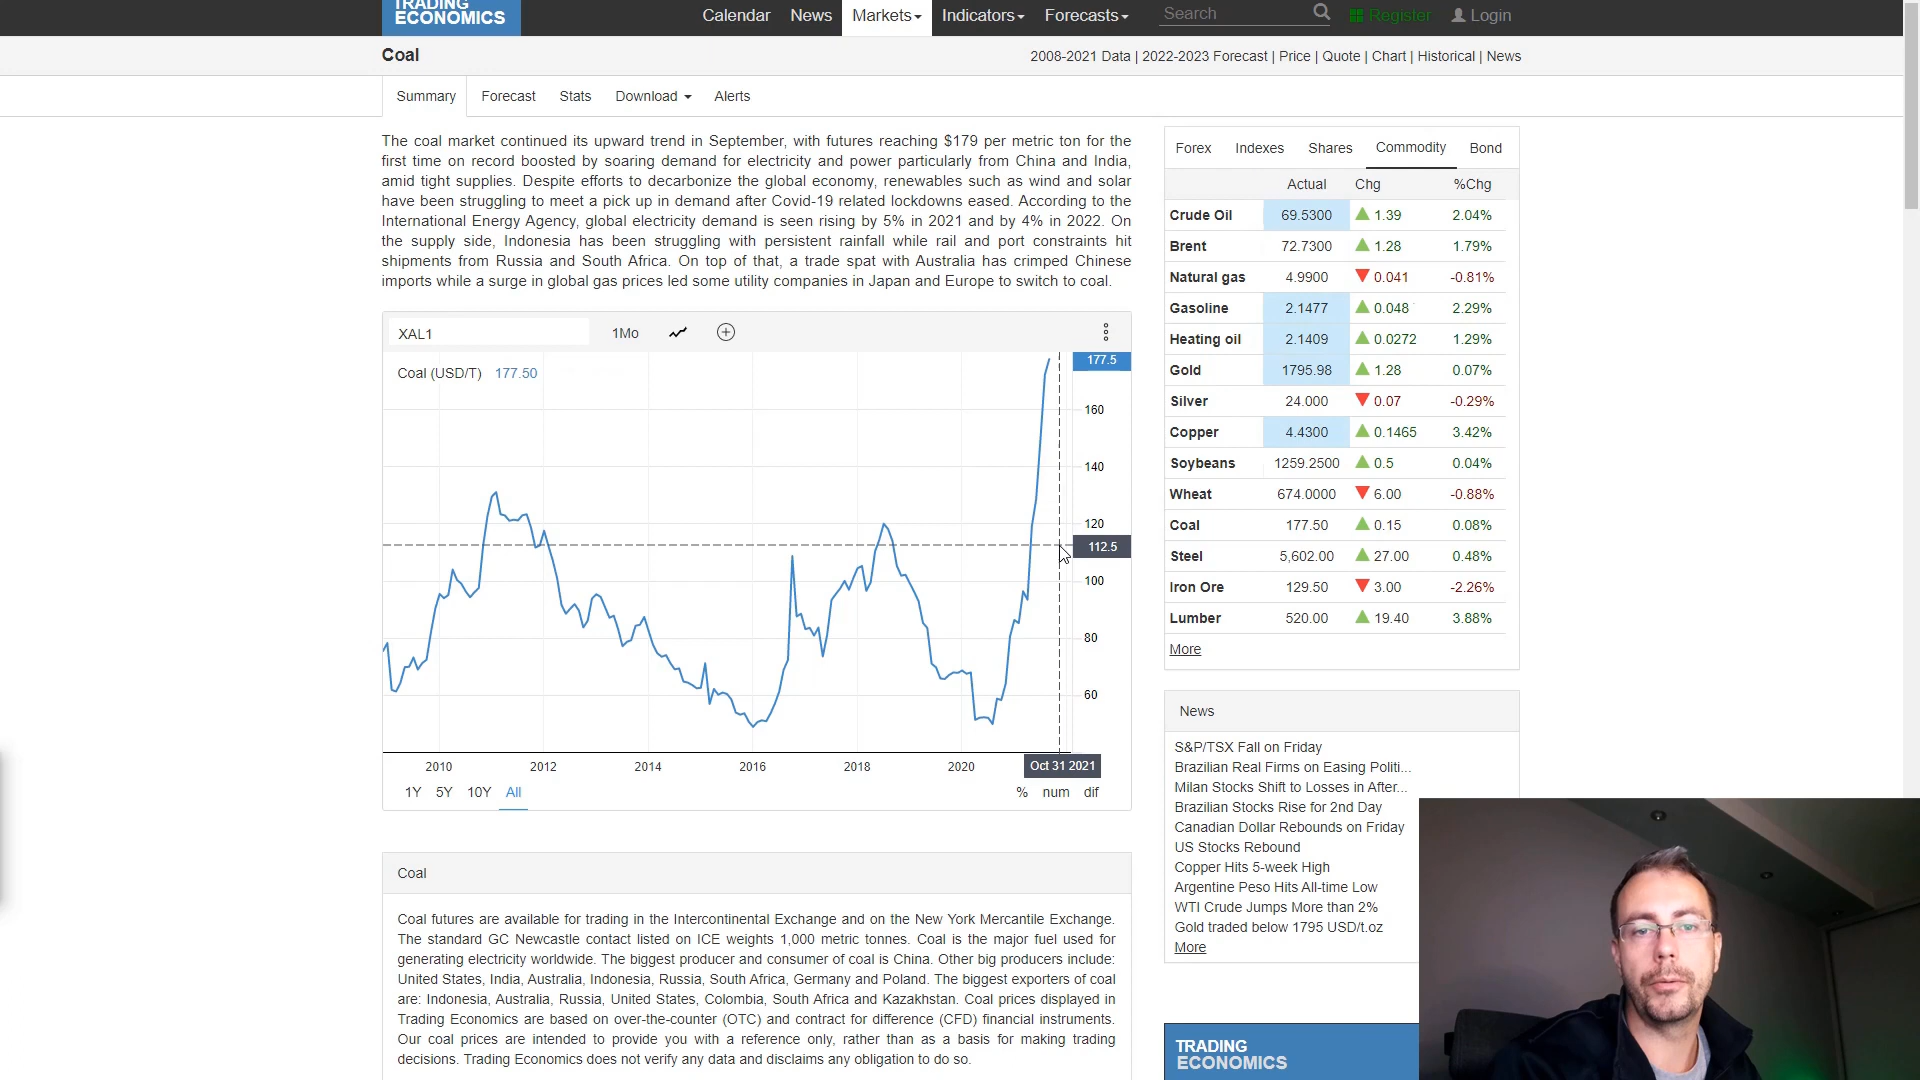 TRADING
ECONOMICS
Calendar News Markets Indicators Forecasts Search Register Login
Coal
2008-2021 Data | 2022-2023 Forecast | Price | Quote | Chart | Historical | News
Summary Forecast Stats Download Alerts
The coal market continued its upward trend in September, with futures reaching $179 per metric ton for the
first time on record boosted by soaring demand for electricity and power particularly from China and India,
amid tight supplies. Despite efforts to decarbonize the global economy, renewables such as wind and solar
have been struggling to meet a pick up in demand after Covid-19 related lockdowns eased. According to the
International Energy Agency, global electricity demand is seen rising by 5% in 2021 and by 4% in 2022. On
the supply side, Indonesia has been struggling with persistent rainfall while rail and port constraints hit
shipments from Russia and South Africa. On top of that, a trade spat with Australia has crimped Chinese
imports while a surge in global gas prices led some utility companies in Japan and Europe to switch to coal.
XAL1 1Mo
Coal (USD/T) 177.50
177.5
160
140
120
112.5
100
80
60
2010 2012 2014 2016 2018 2020 Oct 31 2021
1Y 5Y 10Y All % num dif
Coal
Coal futures are available for trading in the Intercontinental Exchange and on the New York Mercantile Exchange.
The standard GC Newcastle contact listed on ICE weights 1,000 metric tonnes. Coal is the major fuel used for
generating electricity worldwide. The biggest producer and consumer of coal is China. Other big producers include:
United States, India, Australia, Indonesia, Russia, South Africa, Germany and Poland. The biggest exporters of coal
are: Indonesia, Australia, Russia, United States, Colombia, South Africa and Kazakhstan. Coal prices displayed in
Trading Economics are based on over-the-counter (OTC) and contract for difference (CFD) financial instruments.
Our coal prices are intended to provide you with a reference only, rather than as a basis for making trading
decisions. Trading Economics does not verify any data and disclaims any obligation to do so.
Forex Indexes Shares Commodity Bond
Actual Chg %Chg
Crude Oil 69.5300 1.39 2.04%
Brent 72.7300 1.28 1.79%
Natural gas 4.9900 0.041 -0.81%
Gasoline 2.1477 0.048 2.29%
Heating oil 2.1409 0.0272 1.29%
Gold 1795.98 1.28 0.07%
Silver 24.000 0.07 -0.29%
Copper 4.4300 0.1465 3.42%
Soybeans 1259.2500 0.5 0.04%
Wheat 674.0000 6.00 -0.88%
Coal 177.50 0.15 0.08%
Steel 5,602.00 27.00 0.48%
Iron Ore 129.50 3.00 -2.26%
Lumber 520.00 19.40 3.88%
More
News
S&P/TSX Fall on Friday
Brazilian Real Firms on Easing Politi...
Milan Stocks Shift to Losses in After...
Brazilian Stocks Rise for 2nd Day
Canadian Dollar Rebounds on Friday
US Stocks Rebound
Copper Hits 5-week High
Argentine Peso Hits All-time Low
WTI Crude Jumps More than 2%
Gold traded below 1795 USD/t.oz
More
TRADING
ECONOMICS